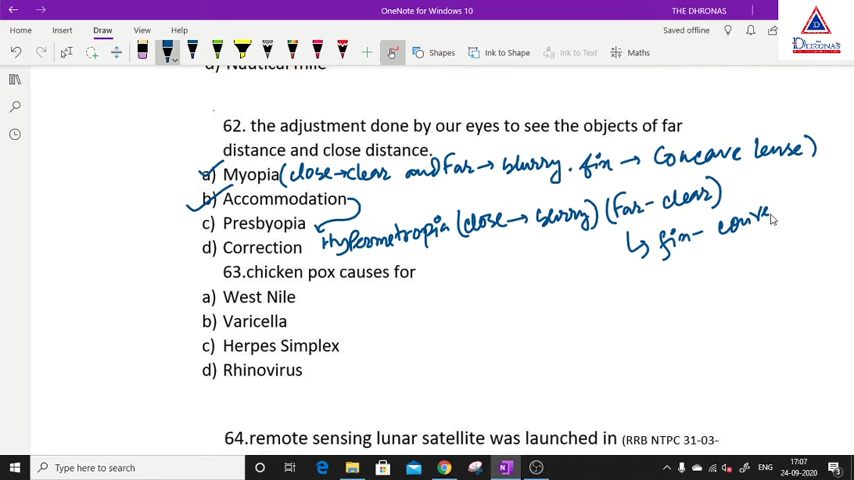 OneNote for Windows 10
THE DHRONAS
Home Insert Draw View Help
Saved offline
Shapes Ink to Shape Ink to Text Maths
DHRONA'S
d) Nautical mile
62. the adjustment done by our eyes to see the objects of far
distance and close distance.
a) Myopia (close → clear and Far → blurry. fix → Concave lense)
b) Accommodation
c) Presbyopia
Hypermetropia (close → blurry) (Far - clear)
d) Correction
↳ fix - conve
63.chicken pox causes for
a) West Nile
b) Varicella
c) Herpes Simplex
d) Rhinovirus
64.remote sensing lunar satellite was launched in (RRB NTPC 31-03-
Type here to search
ENG
17:07
24-09-2020